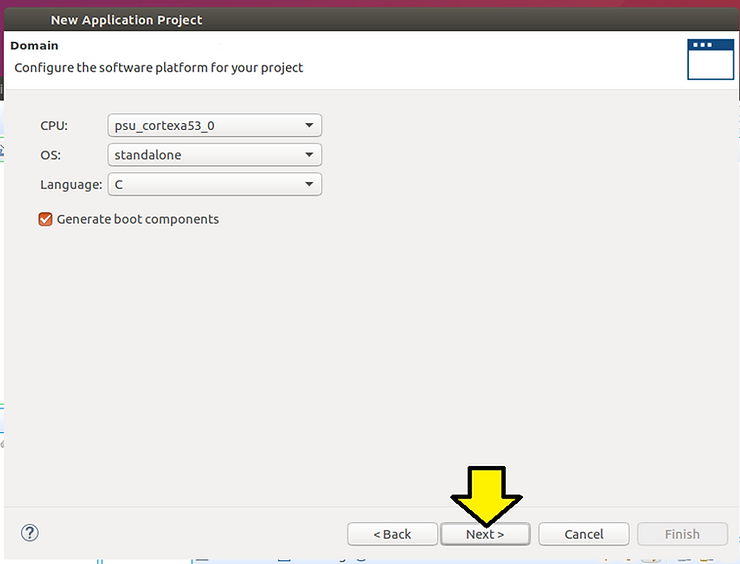 New Application Project
Domain
Configure the software platform for your project
CPU: psu_cortexa53_0
OS: standalone
Language: C
Generate boot components
? < Back Next > Cancel Finish